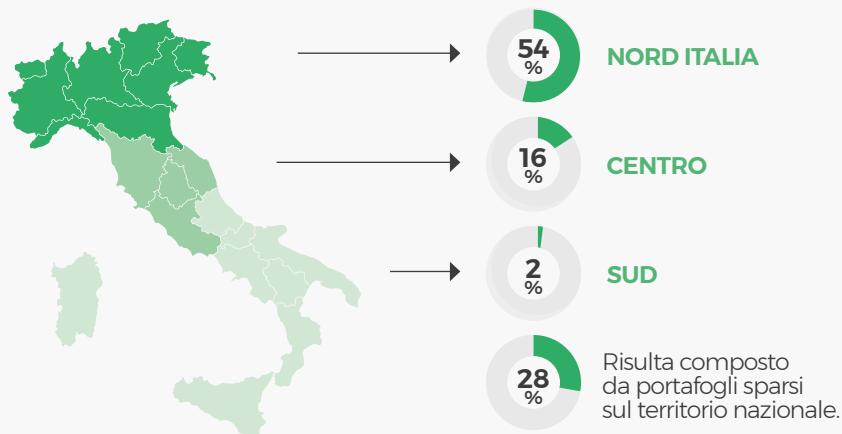 54
%
NORD ITALIA
16
%
CENTRO
2
%
SUD
28
%
Risulta composto
da portafogli sparsi
sul territorio nazionale.